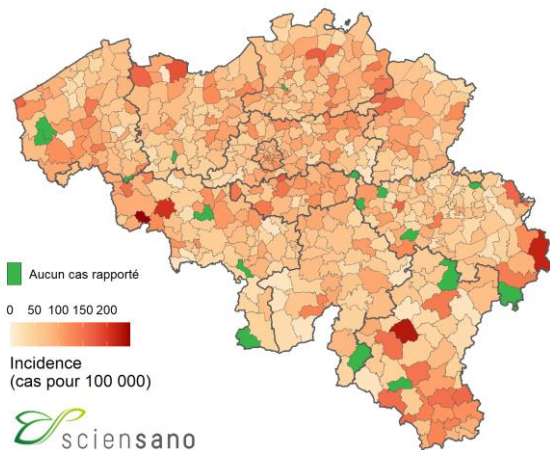 Aucun cas rapporté
0 50 100 150 200
Incidence
(cas pour 100 000)
sciensano